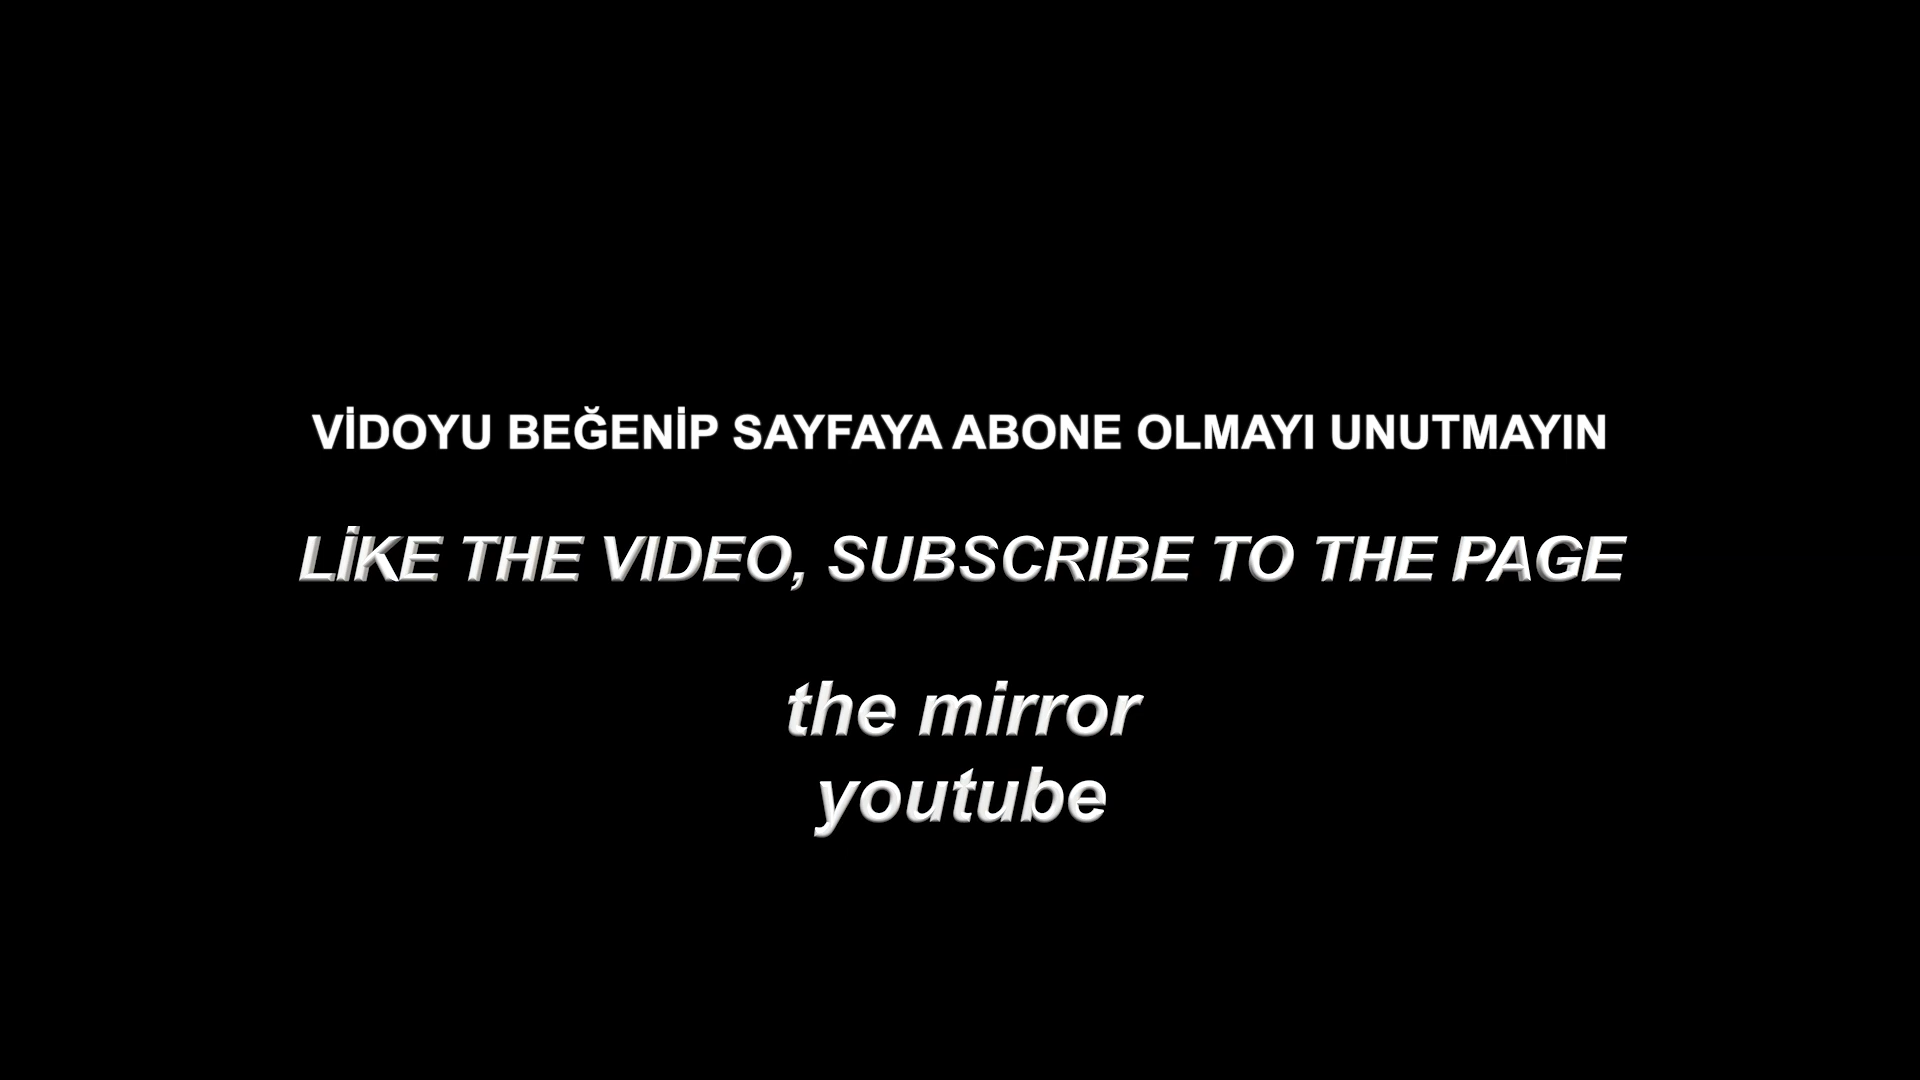 VİDOYU BEĞENİP SAYFAYA ABONE OLMAYI UNUTMAYIN
LİKE THE VIDEO, SUBSCRIBE TO THE PAGE
the mirror
youtube